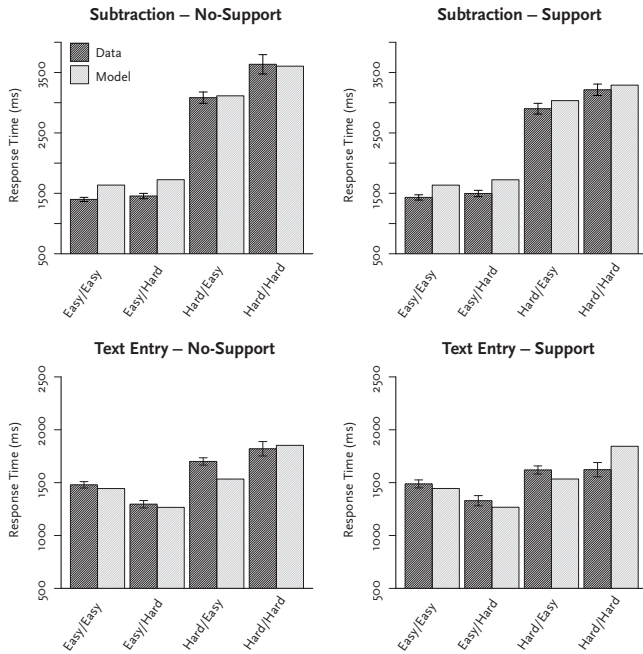 Subtraction – No-Support
Response Time (ms)
500 1500 2500 3500
Data
Model
Easy/Easy
Easy/Hard
Hard/Easy
Hard/Hard
Subtraction – Support
Response Time (ms)
500 1500 2500 3500
Easy/Easy
Easy/Hard
Hard/Easy
Hard/Hard
Text Entry – No-Support
Response Time (ms)
500 1000 1500 2000 2500
Easy/Easy
Easy/Hard
Hard/Easy
Hard/Hard
Text Entry – Support
Response Time (ms)
500 1000 1500 2000 2500
Easy/Easy
Easy/Hard
Hard/Easy
Hard/Hard